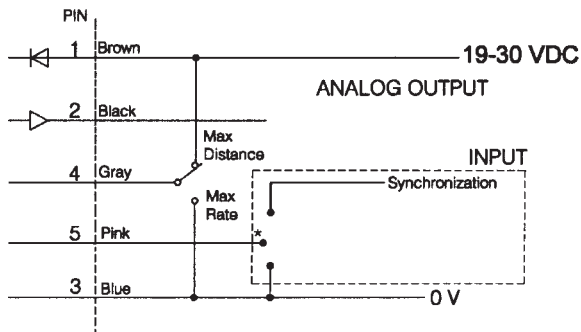 PIN
1 Brown 19-30 VDC
ANALOG OUTPUT
2 Black
Max
Distance
INPUT
4 Gray
Synchronization
Max
Rate
5 Pink *
3 Blue 0 V